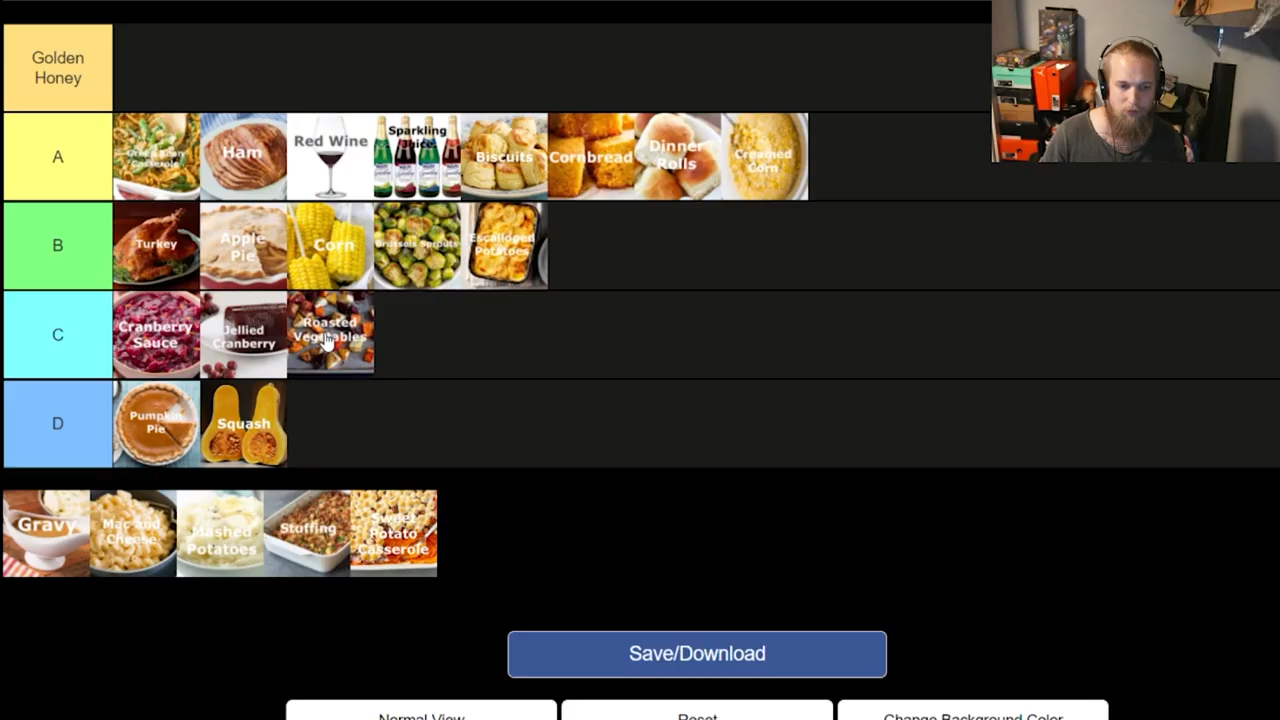 Golden
Honey
A
Green Bean
Casserole
Ham
Red Wine
Sparkling
Juice
Biscuits
Cornbread
Dinner
Rolls
Creamed
Corn
B
Turkey
Apple
Pie
Corn
Brussels Sprouts
Escalloped
Potatoes
C
Cranberry
Sauce
Jellied
Cranberry
Roasted
Vegetables
D
Pumpkin
Pie
Squash
Gravy
Mac and
Cheese
Mashed
Potatoes
Stuffing
Sweet
Potato
Casserole
Save/Download
Normal View
Reset
Change Background Color